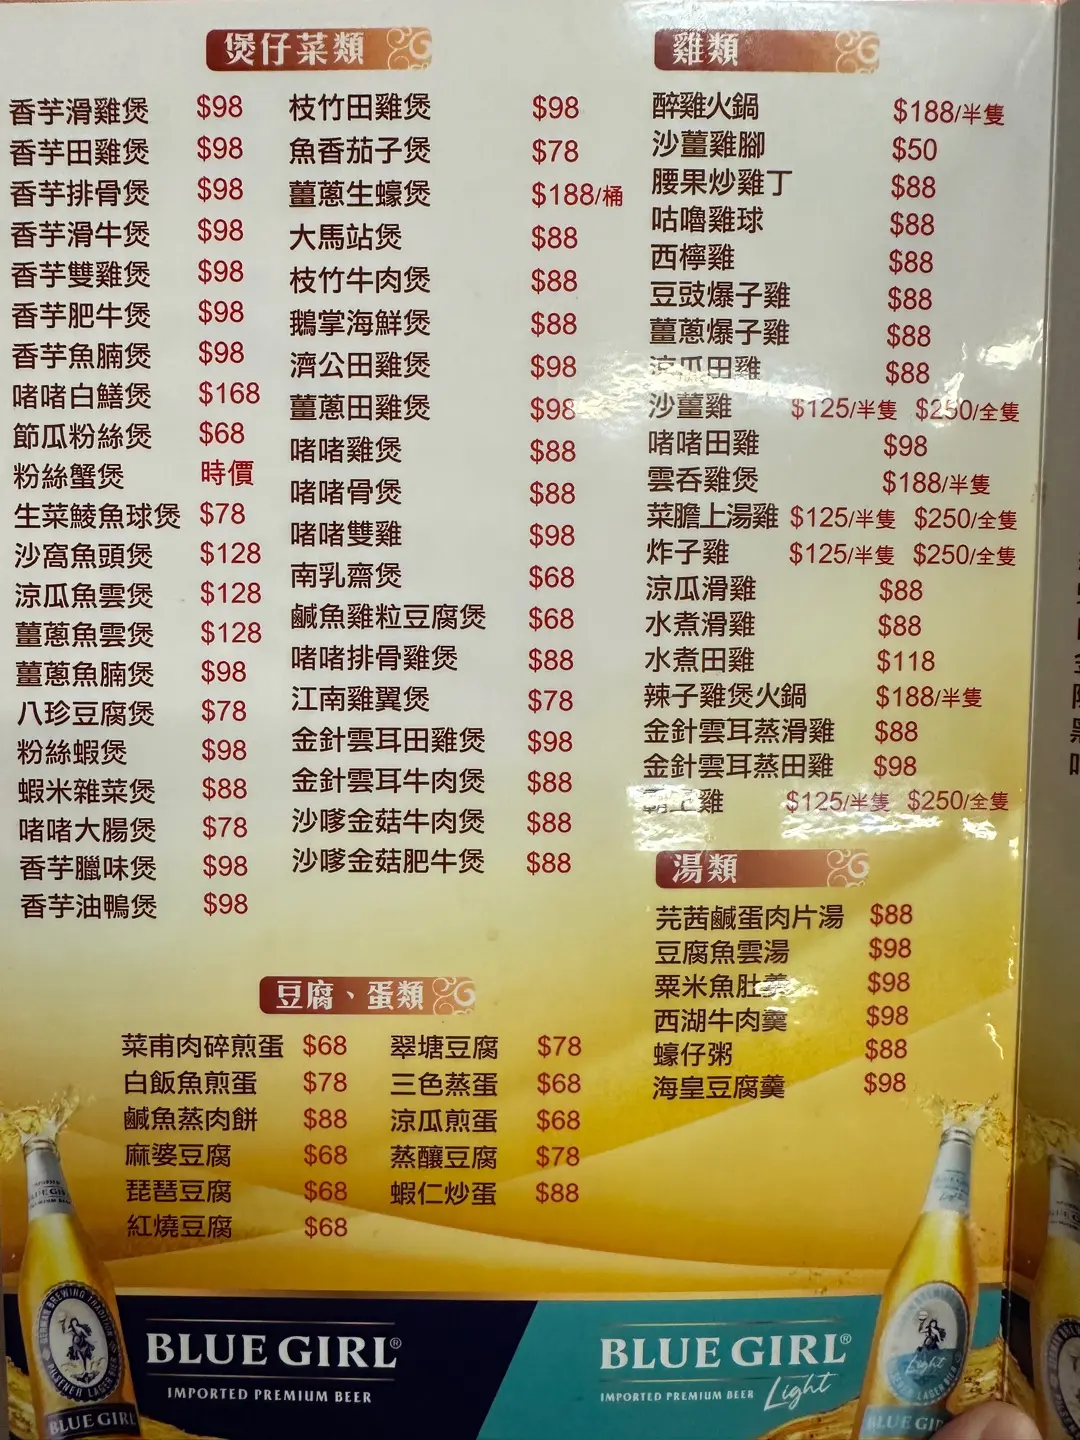 煲仔菜類
香芋滑雞煲 $98
香芋田雞煲 $98
香芋排骨煲 $98
香芋滑牛煲 $98
香芋雙雞煲 $98
香芋肥牛煲 $98
香芋魚腩煲 $98
啫啫白鱔煲 $168
節瓜粉絲煲 $68
粉絲蟹煲 時價
生菜鯪魚球煲 $78
沙窩魚頭煲 $128
涼瓜魚雲煲 $128
薑蔥魚雲煲 $128
薑蔥魚腩煲 $98
八珍豆腐煲 $78
粉絲蝦煲 $98
蝦米雜菜煲 $88
啫啫大腸煲 $78
香芋臘味煲 $98
香芋油鴨煲 $98
枝竹田雞煲 $98
魚香茄子煲 $78
薑蔥生蠔煲 $188/桶
大馬站煲 $88
枝竹牛肉煲 $88
鵝掌海鮮煲 $88
濟公田雞煲 $98
薑蔥田雞煲 $98
啫啫雞煲 $88
啫啫骨煲 $88
啫啫雙雞 $98
南乳齋煲 $68
鹹魚雞粒豆腐煲 $68
啫啫排骨雞煲 $88
江南雞翼煲 $78
金針雲耳田雞煲 $98
金針雲耳牛肉煲 $88
沙嗲金菇牛肉煲 $88
沙嗲金菇肥牛煲 $88
雞類
醉雞火鍋 $188/半隻
沙薑雞腳 $50
腰果炒雞丁 $88
咕嚕雞球 $88
西檸雞 $88
豆豉爆子雞 $88
薑蔥爆子雞 $88
涼瓜田雞 $88
沙薑雞 $125/半隻 $250/全隻
啫啫田雞 $98
雲呑雞煲 $188/半隻
菜膽上湯雞 $125/半隻 $250/全隻
炸子雞 $125/半隻 $250/全隻
涼瓜滑雞 $88
水煮滑雞 $88
水煮田雞 $118
辣子雞煲火鍋 $188/半隻
金針雲耳蒸滑雞 $88
金針雲耳蒸田雞 $98
霸王雞 $125/半隻 $250/全隻
湯類
芫茜鹹蛋肉片湯 $88
豆腐魚雲湯 $98
粟米魚肚羹 $98
西湖牛肉羹 $98
蠔仔粥 $88
海皇豆腐羹 $98
豆腐、蛋類
菜甫肉碎煎蛋 $68
白飯魚煎蛋 $78
鹹魚蒸肉餅 $88
麻婆豆腐 $68
琵琶豆腐 $68
紅燒豆腐 $68
翠塘豆腐 $78
三色蒸蛋 $68
涼瓜煎蛋 $68
蒸釀豆腐 $78
蝦仁炒蛋 $88
BLUE GIRL®
IMPORTED PREMIUM BEER
BLUE GIRL®
IMPORTED PREMIUM BEER Light
BLUE GIRL
Light